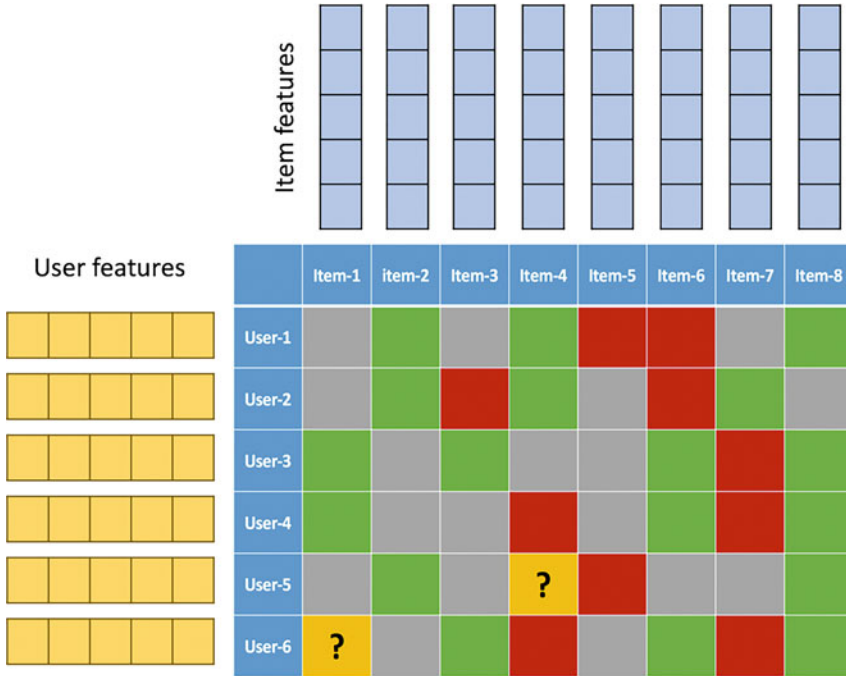 Item features
User features
Item-1 item-2 Item-3 Item-4 Item-5 Item-6 Item-7 Item-8
User-1
User-2
User-3
User-4
User-5 ?
User-6 ?